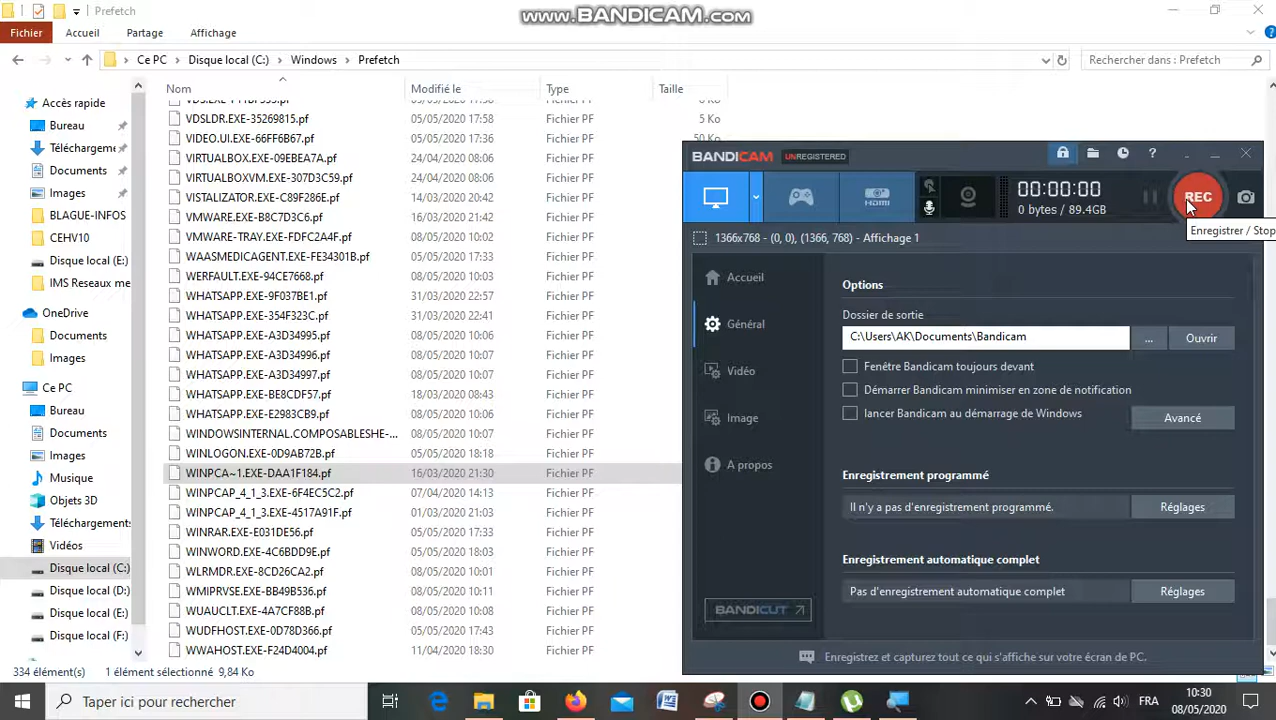 Prefetch
www.BANDICAM.com
Fichier Accueil Partage Affichage
Ce PC > Disque local (C:) > Windows > Prefetch
Rechercher dans : Prefetch
Nom Modifié le Type Taille
VDSLDR.EXE-35269815.pf 05/05/2020 17:58 Fichier PF 5 Ko
VIDEO.UI.EXE-66FF6B67.pf 05/05/2020 17:36 Fichier PF 50 Ko
VIRTUALBOX.EXE-09EBEA7A.pf 24/04/2020 08:06 Fichier PF
VIRTUALBOXVM.EXE-307D3C59.pf 24/04/2020 08:06 Fichier PF
VISTALIZATOR.EXE-C89F286E.pf 14/04/2020 20:42 Fichier PF
VMWARE.EXE-B8C7D3C6.pf 31/03/2020 16:21 Fichier PF
VMWARE-TRAY.EXE-FDFC2A4F.pf 31/03/2020 16:21 Fichier PF
WAASMEDICAGENT.EXE-FE34301B.pf 05/05/2020 17:33 Fichier PF
WERFAULT.EXE-94CE7668.pf 08/05/2020 10:03 Fichier PF
WHATSAPP.EXE-9F037BE1.pf 31/03/2020 22:57 Fichier PF
WHATSAPP.EXE-354F323C.pf 31/03/2020 22:41 Fichier PF
WHATSAPP.EXE-A3D34995.pf 08/05/2020 10:06 Fichier PF
WHATSAPP.EXE-A3D34996.pf 08/05/2020 10:07 Fichier PF
WHATSAPP.EXE-A3D34997.pf 08/05/2020 10:07 Fichier PF
WHATSAPP.EXE-BE8CDF57.pf 18/03/2020 08:43 Fichier PF
WHATSAPP.EXE-E2983CB9.pf 08/05/2020 10:06 Fichier PF
WINDOWSINTERNAL.COMPOSABLESHE-... 08/05/2020 10:07 Fichier PF
WINLOGON.EXE-0D9AB72B.pf 05/05/2020 18:18 Fichier PF
WINPCA~1.EXE-DAA1F184.pf 16/03/2020 21:30 Fichier PF
WINPCAP_4_1_3.EXE-6F4EC5C2.pf 07/04/2020 14:13 Fichier PF
WINPCAP_4_1_3.EXE-4517A91F.pf 01/03/2020 21:03 Fichier PF
WINRAR.EXE-E031DE56.pf 05/05/2020 17:33 Fichier PF
WINWORD.EXE-4C6BDD9E.pf 05/05/2020 18:03 Fichier PF
WLRMDR.EXE-8CD26CA2.pf 08/05/2020 10:01 Fichier PF
WMIPRVSE.EXE-BB49B536.pf 08/05/2020 10:07 Fichier PF
WUAUCLT.EXE-4A7CF88B.pf 08/05/2020 10:08 Fichier PF
WUDFHOST.EXE-0D78D366.pf 05/05/2020 17:43 Fichier PF
WWAHOST.EXE-F24D4004.pf 11/04/2020 18:30 Fichier PF
Accès rapide
Bureau
Téléchargeme
Documents
Images
BLAGUE-INFOS
CEHV10
Disque local (E:)
IMS Reseaux me
OneDrive
Documents
Images
Ce PC
Bureau
Documents
Images
Musique
Objets 3D
Téléchargements
Vidéos
Disque local (C:)
Disque local (D:)
Disque local (E:)
Disque local (F:)
334 élément(s) 1 élément sélectionné 9,84 Ko
BANDICAM UNREGISTERED
HDMI
00:00:00
0 bytes / 89.4GB
REC
Enregistrer / Stop
1366x768 - (0, 0), (1366, 768) - Affichage 1
Accueil
Général
Vidéo
Image
A propos
BANDICUT
Options
Dossier de sortie
C:\Users\AK\Documents\Bandicam ... Ouvrir
Fenêtre Bandicam toujours devant
Démarrer Bandicam minimiser en zone de notification
lancer Bandicam au démarrage de Windows
Avancé
Enregistrement programmé
Il n'y a pas d'enregistrement programmé. Réglages
Enregistrement automatique complet
Pas d'enregistrement automatique complet Réglages
Enregistrez et capturez tout ce qui s'affiche sur votre écran de PC.
Taper ici pour rechercher
FRA
10:30
08/05/2020